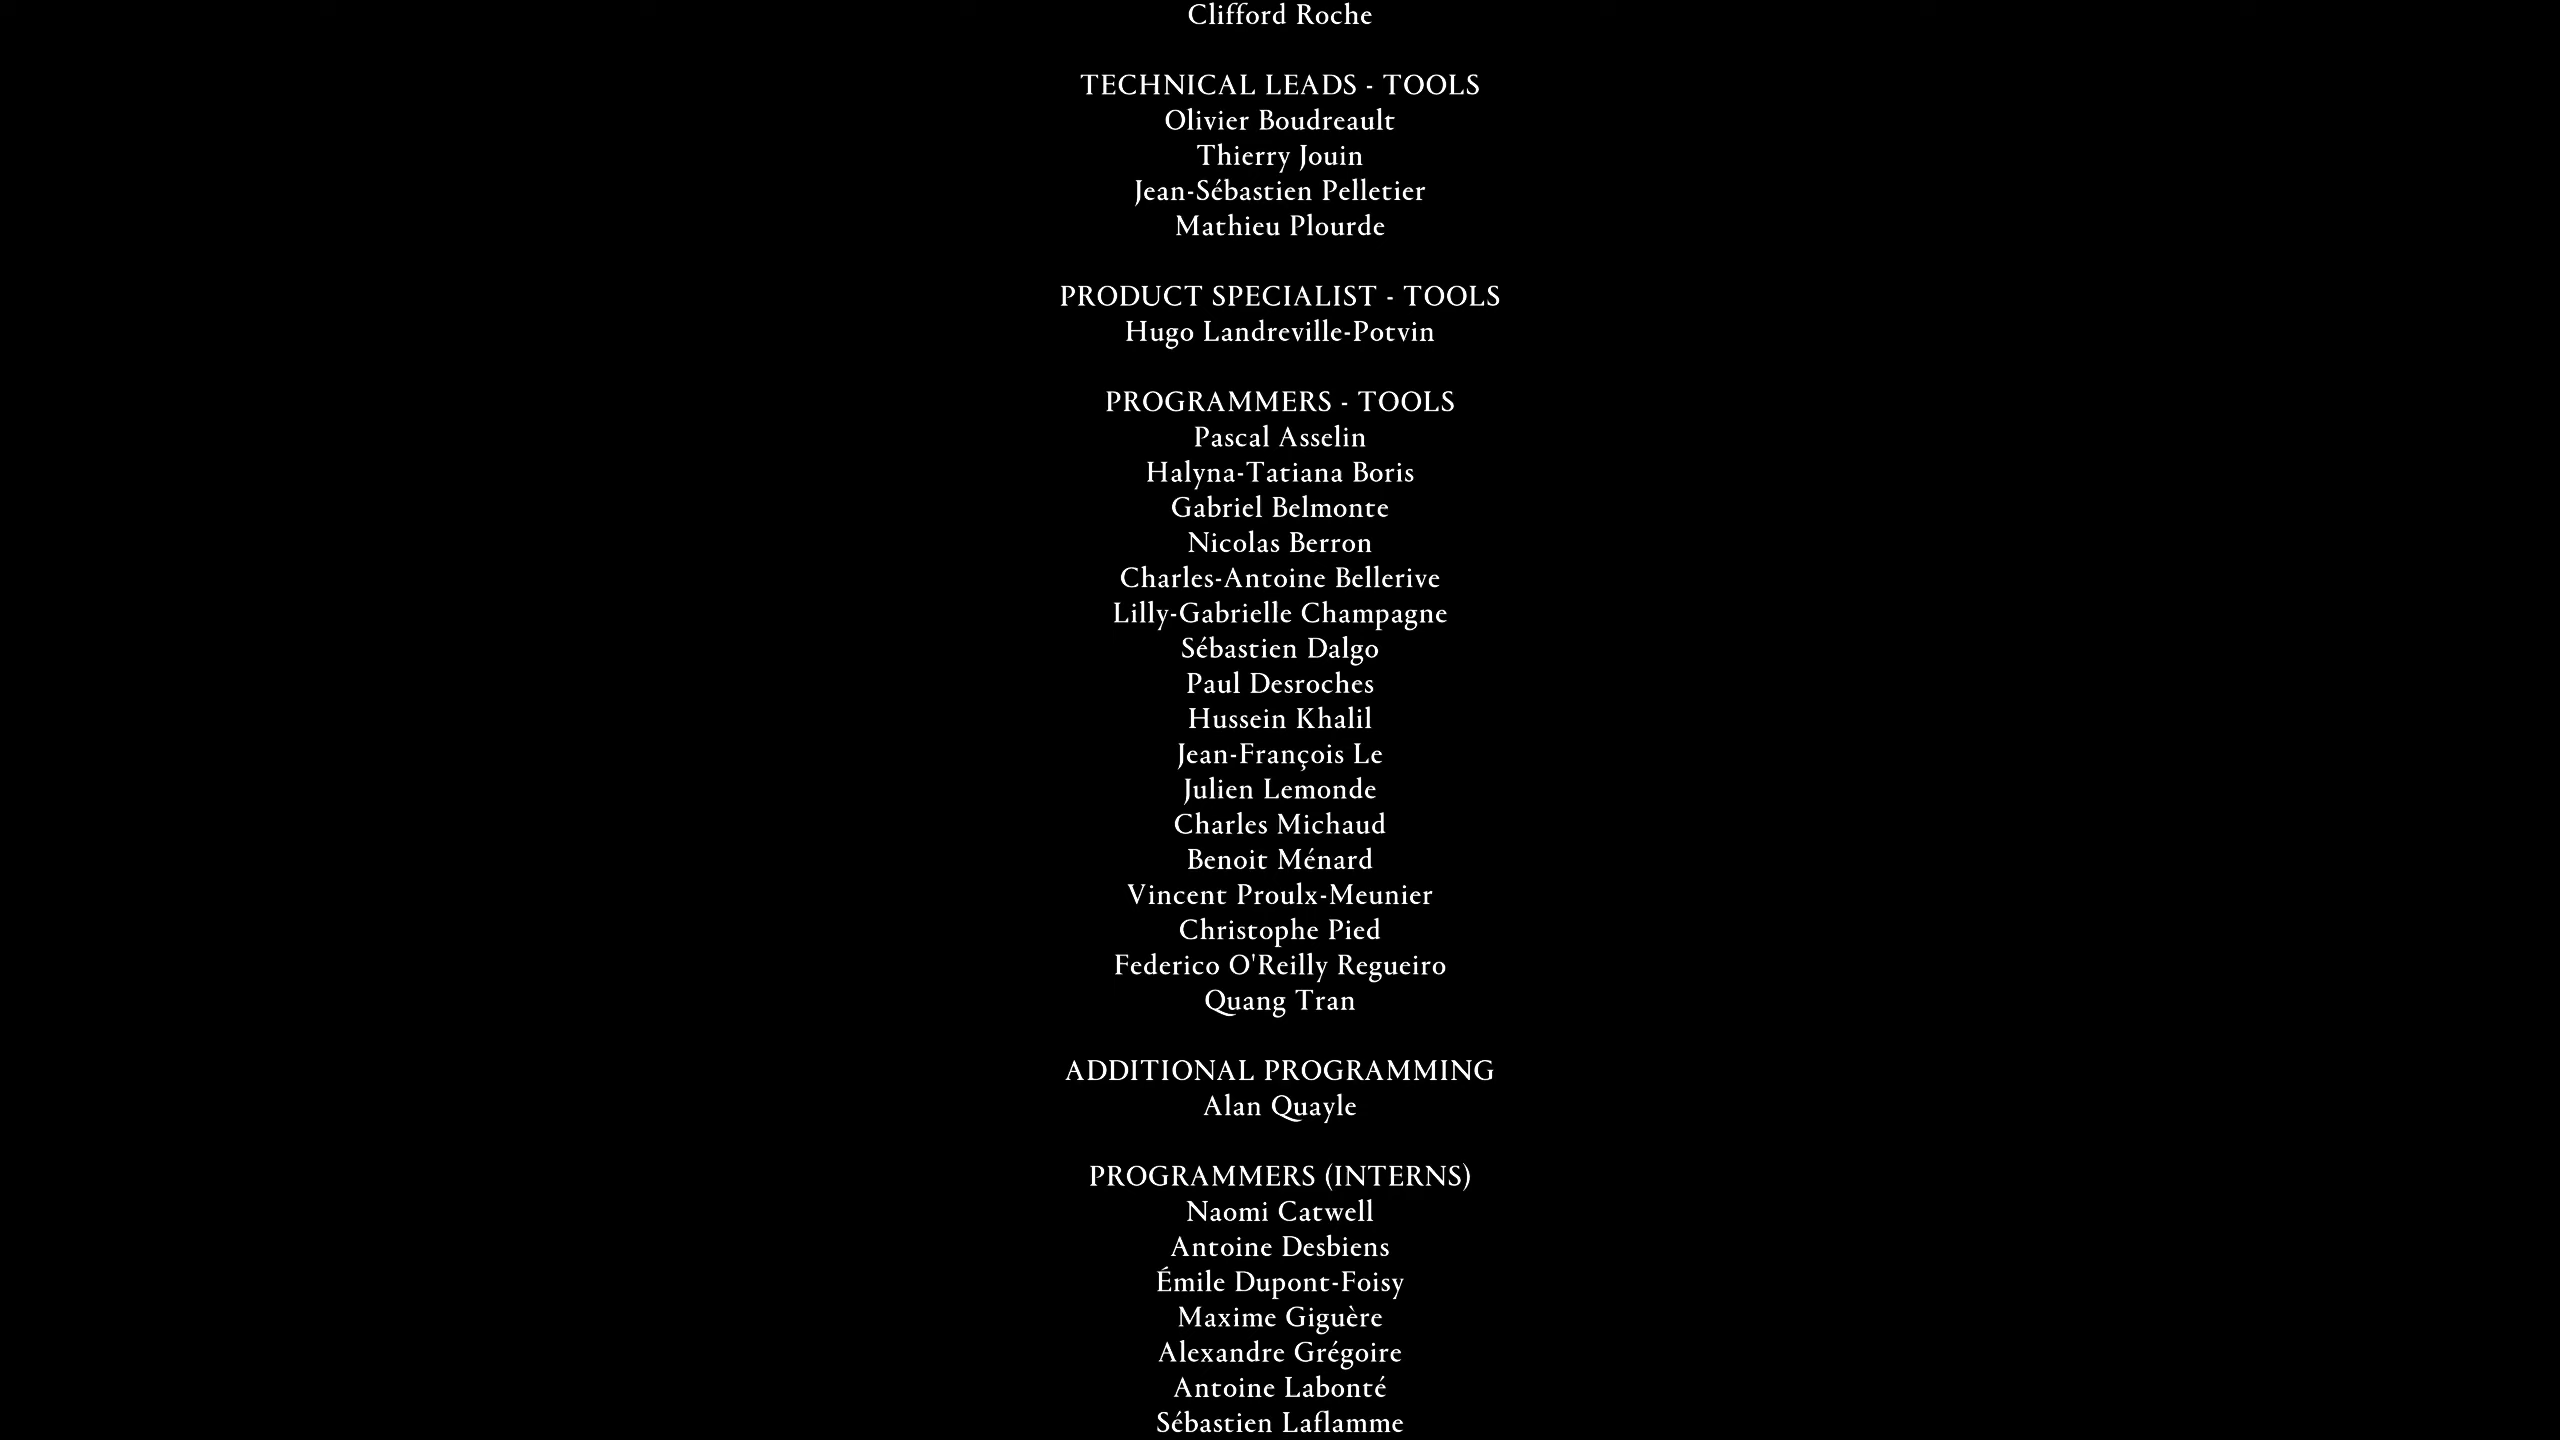 Clifford Roche
TECHNICAL LEADS - TOOLS
Olivier Boudreault
Thierry Jouin
Jean-Sébastien Pelletier
Mathieu Plourde
PRODUCT SPECIALIST - TOOLS
Hugo Landreville-Potvin
PROGRAMMERS - TOOLS
Pascal Asselin
Halyna-Tatiana Boris
Gabriel Belmonte
Nicolas Berron
Charles-Antoine Bellerive
Lilly-Gabrielle Champagne
Sébastien Dalgo
Paul Desroches
Hussein Khalil
Jean-François Le
Julien Lemonde
Charles Michaud
Benoit Ménard
Vincent Proulx-Meunier
Christophe Pied
Federico O'Reilly Regueiro
Quang Tran
ADDITIONAL PROGRAMMING
Alan Quayle
PROGRAMMERS (INTERNS)
Naomi Catwell
Antoine Desbiens
Émile Dupont-Foisy
Maxime Giguère
Alexandre Grégoire
Antoine Labonté
Sébastien Laflamme